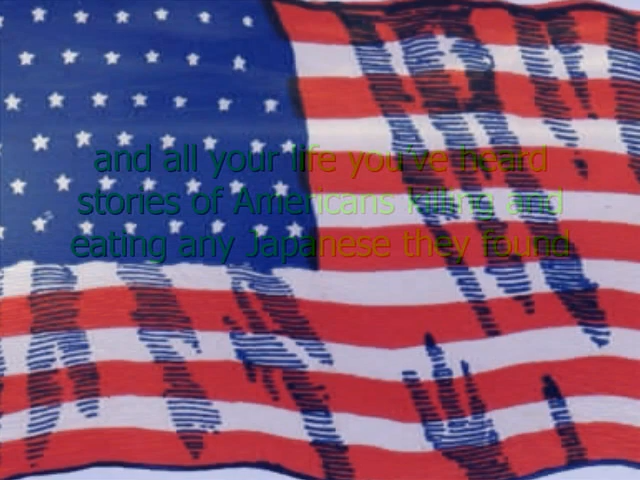 and all your life you've heard
stories of Americans killing and
eating any Japanese they found